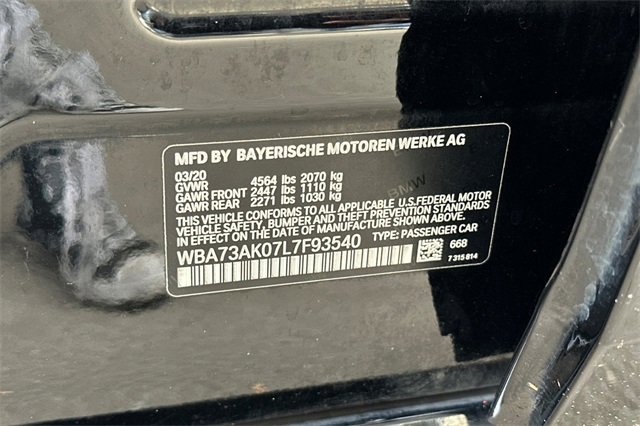 MFD BY BAYERISCHE MOTOREN WERKE AG
03/20
GVWR 4564 lbs 2070 kg
GAWR FRONT 2447 lbs 1110 kg
GAWR REAR 2271 lbs 1030 kg
THIS VEHICLE CONFORMS TO ALL APPLICABLE U.S.FEDERAL MOTOR
VEHICLE SAFETY, BUMPER AND THEFT PREVENTION STANDARDS
IN EFFECT ON THE DATE OF MANUFACTURE SHOWN ABOVE.
WBA73AK07L7F93540 TYPE: PASSENGER CAR
668
7 315 814
BMW